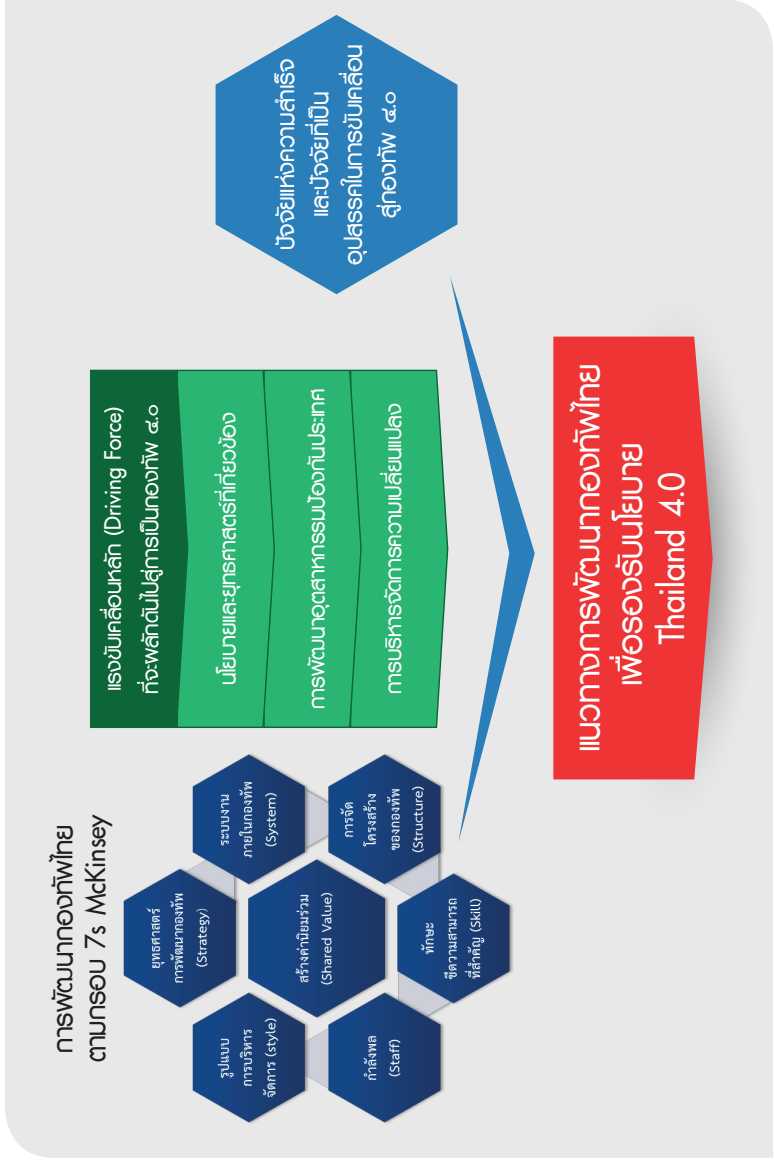 การพัฒนากองทัพไทย
ตามกรอบ 7s McKinsey
ยุทธศาสตร์
การพัฒนากองทัพ
(Strategy)
รูปแบบ
การบริหาร
จัดการ (style)
ระบบงาน
ภายในกองทัพ
(System)
สร้างค่านิยมร่วม
(Shared Value)
กำลังพล
(Staff)
การจัด
โครงสร้าง
ของกองทัพ
(Structure)
ทักษะ
ขีดความสามารถ
ที่สำคัญ (Skill)
แรงขับเคลื่อนหลัก (Driving Force)
ที่จะผลักดันไปสู่การเป็นกองทัพ ๔.๐
นโยบายและยุทธศาสตร์ที่เกี่ยวข้อง
การพัฒนาอุตสาหกรรมป้องกันประเทศ
การบริหารจัดการความเปลี่ยนแปลง
ปัจจัยแห่งความสำเร็จ
และปัจจัยที่เป็น
อุปสรรคในการขับเคลื่อน
สู่กองทัพ ๔.๐
แนวทางการพัฒนากองทัพไทย
เพื่อรองรับนโยบาย
Thailand 4.0